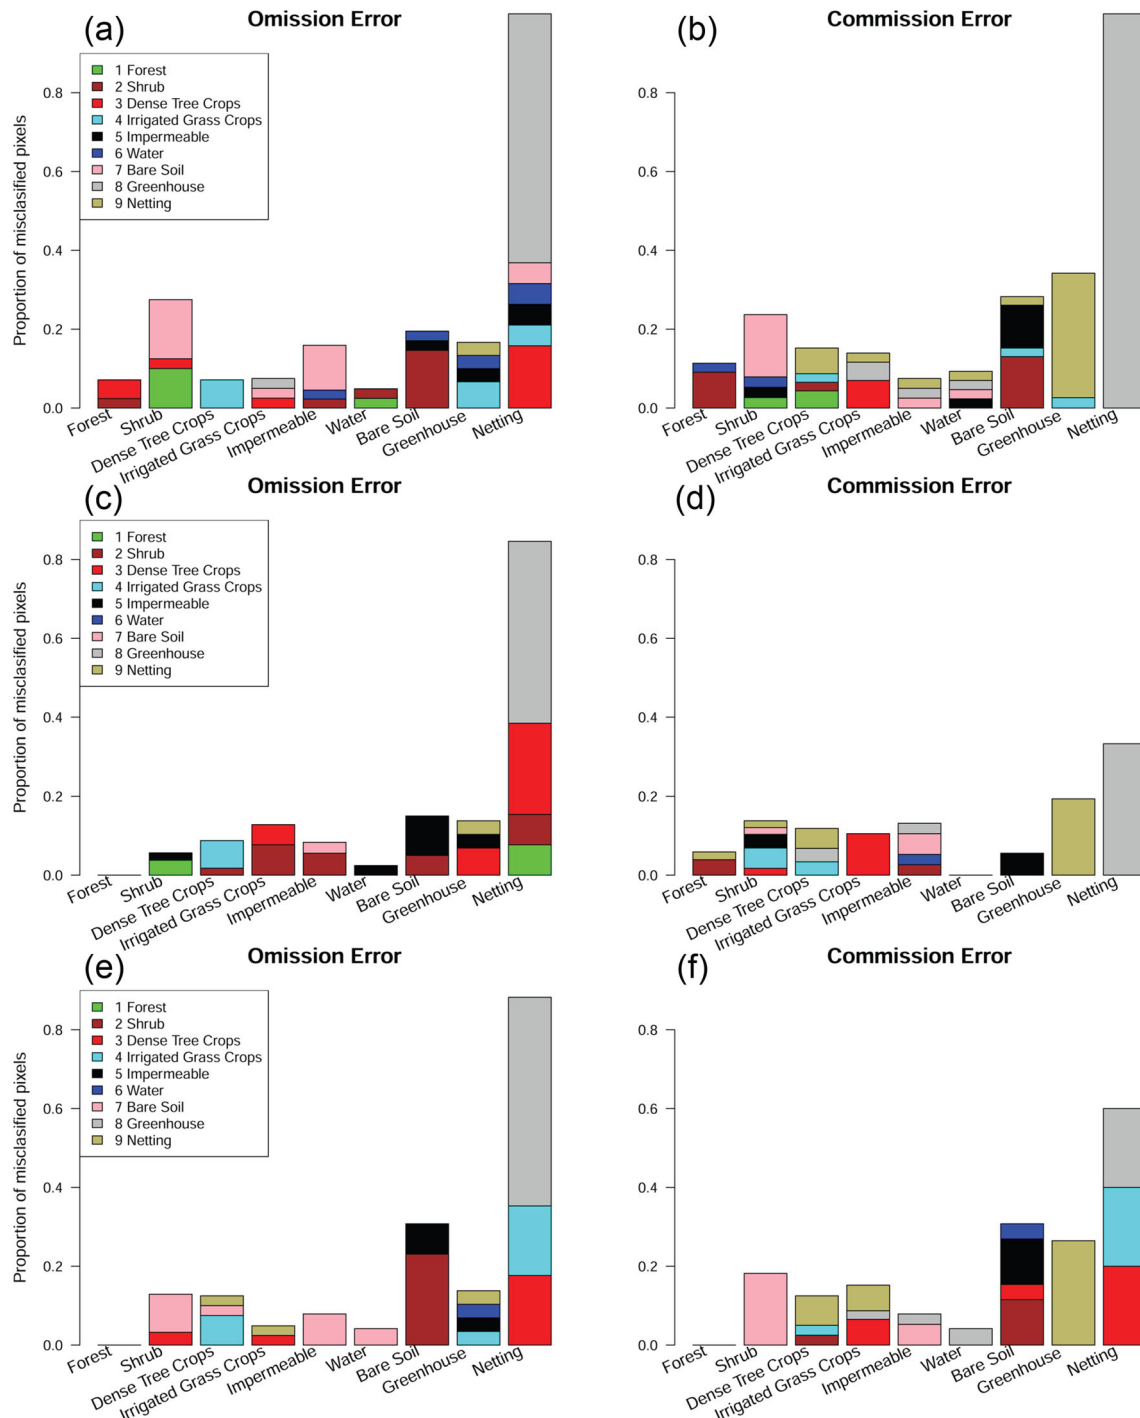 (a)
Omission Error
Proportion of misclasified pixels
0.8
0.6
0.4
0.2
0.0
1 Forest
2 Shrub
3 Dense Tree Crops
4 Irrigated Grass Crops
5 Impermeable
6 Water
7 Bare Soil
8 Greenhouse
9 Netting
Forest
Shrub
Dense Tree Crops
Irrigated Grass Crops
Impermeable
Water
Bare Soil
Greenhouse
Netting
(b)
Commission Error
0.8
0.6
0.4
0.2
0.0
Forest
Shrub
Dense Tree Crops
Irrigated Grass Crops
Impermeable
Water
Bare Soil
Greenhouse
Netting
(c)
Omission Error
Proportion of misclasified pixels
0.8
0.6
0.4
0.2
0.0
1 Forest
2 Shrub
3 Dense Tree Crops
4 Irrigated Grass Crops
5 Impermeable
6 Water
7 Bare Soil
8 Greenhouse
9 Netting
Forest
Shrub
Dense Tree Crops
Irrigated Grass Crops
Impermeable
Water
Bare Soil
Greenhouse
Netting
(d)
Commission Error
0.8
0.6
0.4
0.2
0.0
Forest
Shrub
Dense Tree Crops
Irrigated Grass Crops
Impermeable
Water
Bare Soil
Greenhouse
Netting
(e)
Omission Error
Proportion of misclasified pixels
0.8
0.6
0.4
0.2
0.0
1 Forest
2 Shrub
3 Dense Tree Crops
4 Irrigated Grass Crops
5 Impermeable
6 Water
7 Bare Soil
8 Greenhouse
9 Netting
Forest
Shrub
Dense Tree Crops
Irrigated Grass Crops
Impermeable
Water
Bare Soil
Greenhouse
Netting
(f)
Commission Error
0.8
0.6
0.4
0.2
0.0
Forest
Shrub
Dense Tree Crops
Irrigated Grass Crops
Impermeable
Water
Bare Soil
Greenhouse
Netting